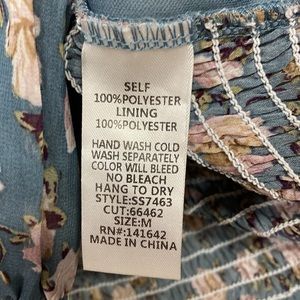 SELF
100%POLYESTER
LINING
100%POLYESTER
HAND WASH COLD
WASH SEPARATELY
COLOR WILL BLEED
NO BLEACH
HANG TO DRY
STYLE:SS7463
CUT:66462
SIZE:M
RN#:141642
MADE IN CHINA